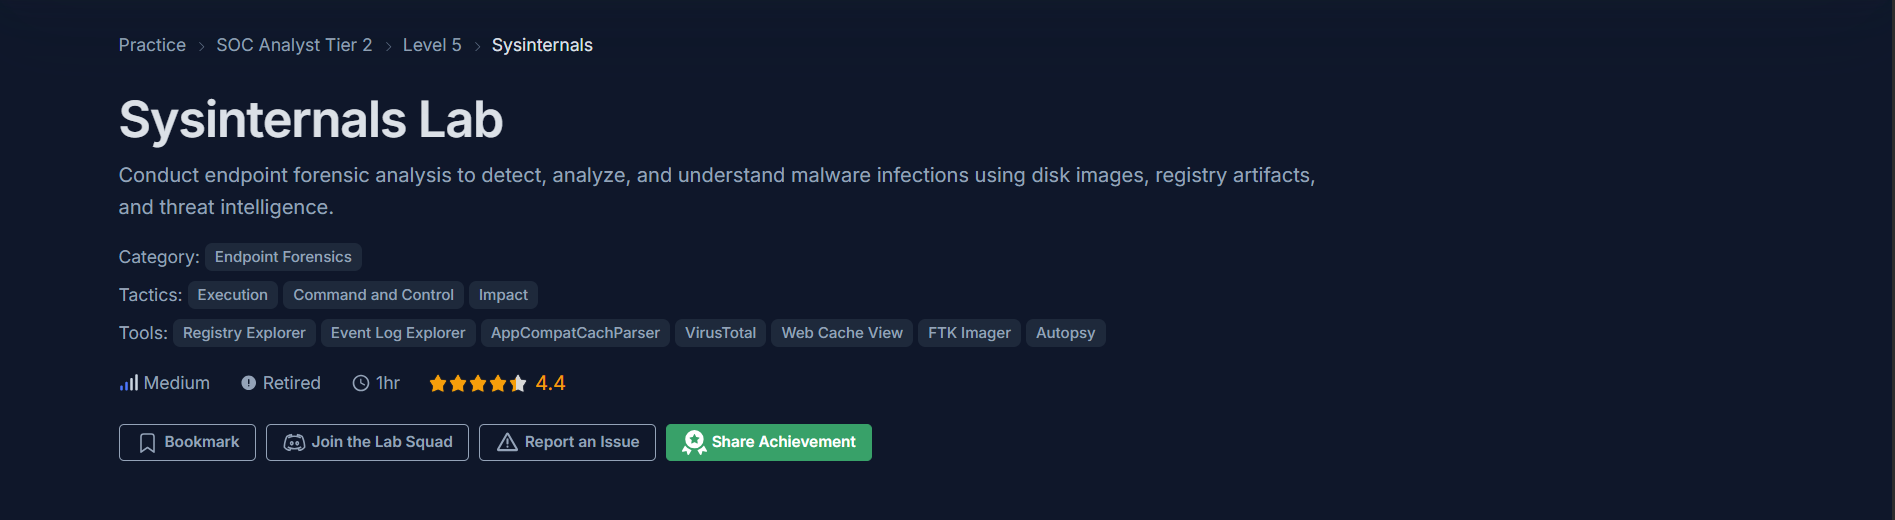 Practice > SOC Analyst Tier 2 > Level 5 > Sysinternals
Sysinternals Lab
Conduct endpoint forensic analysis to detect, analyze, and understand malware infections using disk images, registry artifacts,
and threat intelligence.
Category: Endpoint Forensics
Tactics: Execution Command and Control Impact
Tools: Registry Explorer Event Log Explorer AppCompatCachParser VirusTotal Web Cache View FTK Imager Autopsy
Medium Retired 1hr 4.4
Bookmark Join the Lab Squad Report an Issue Share Achievement